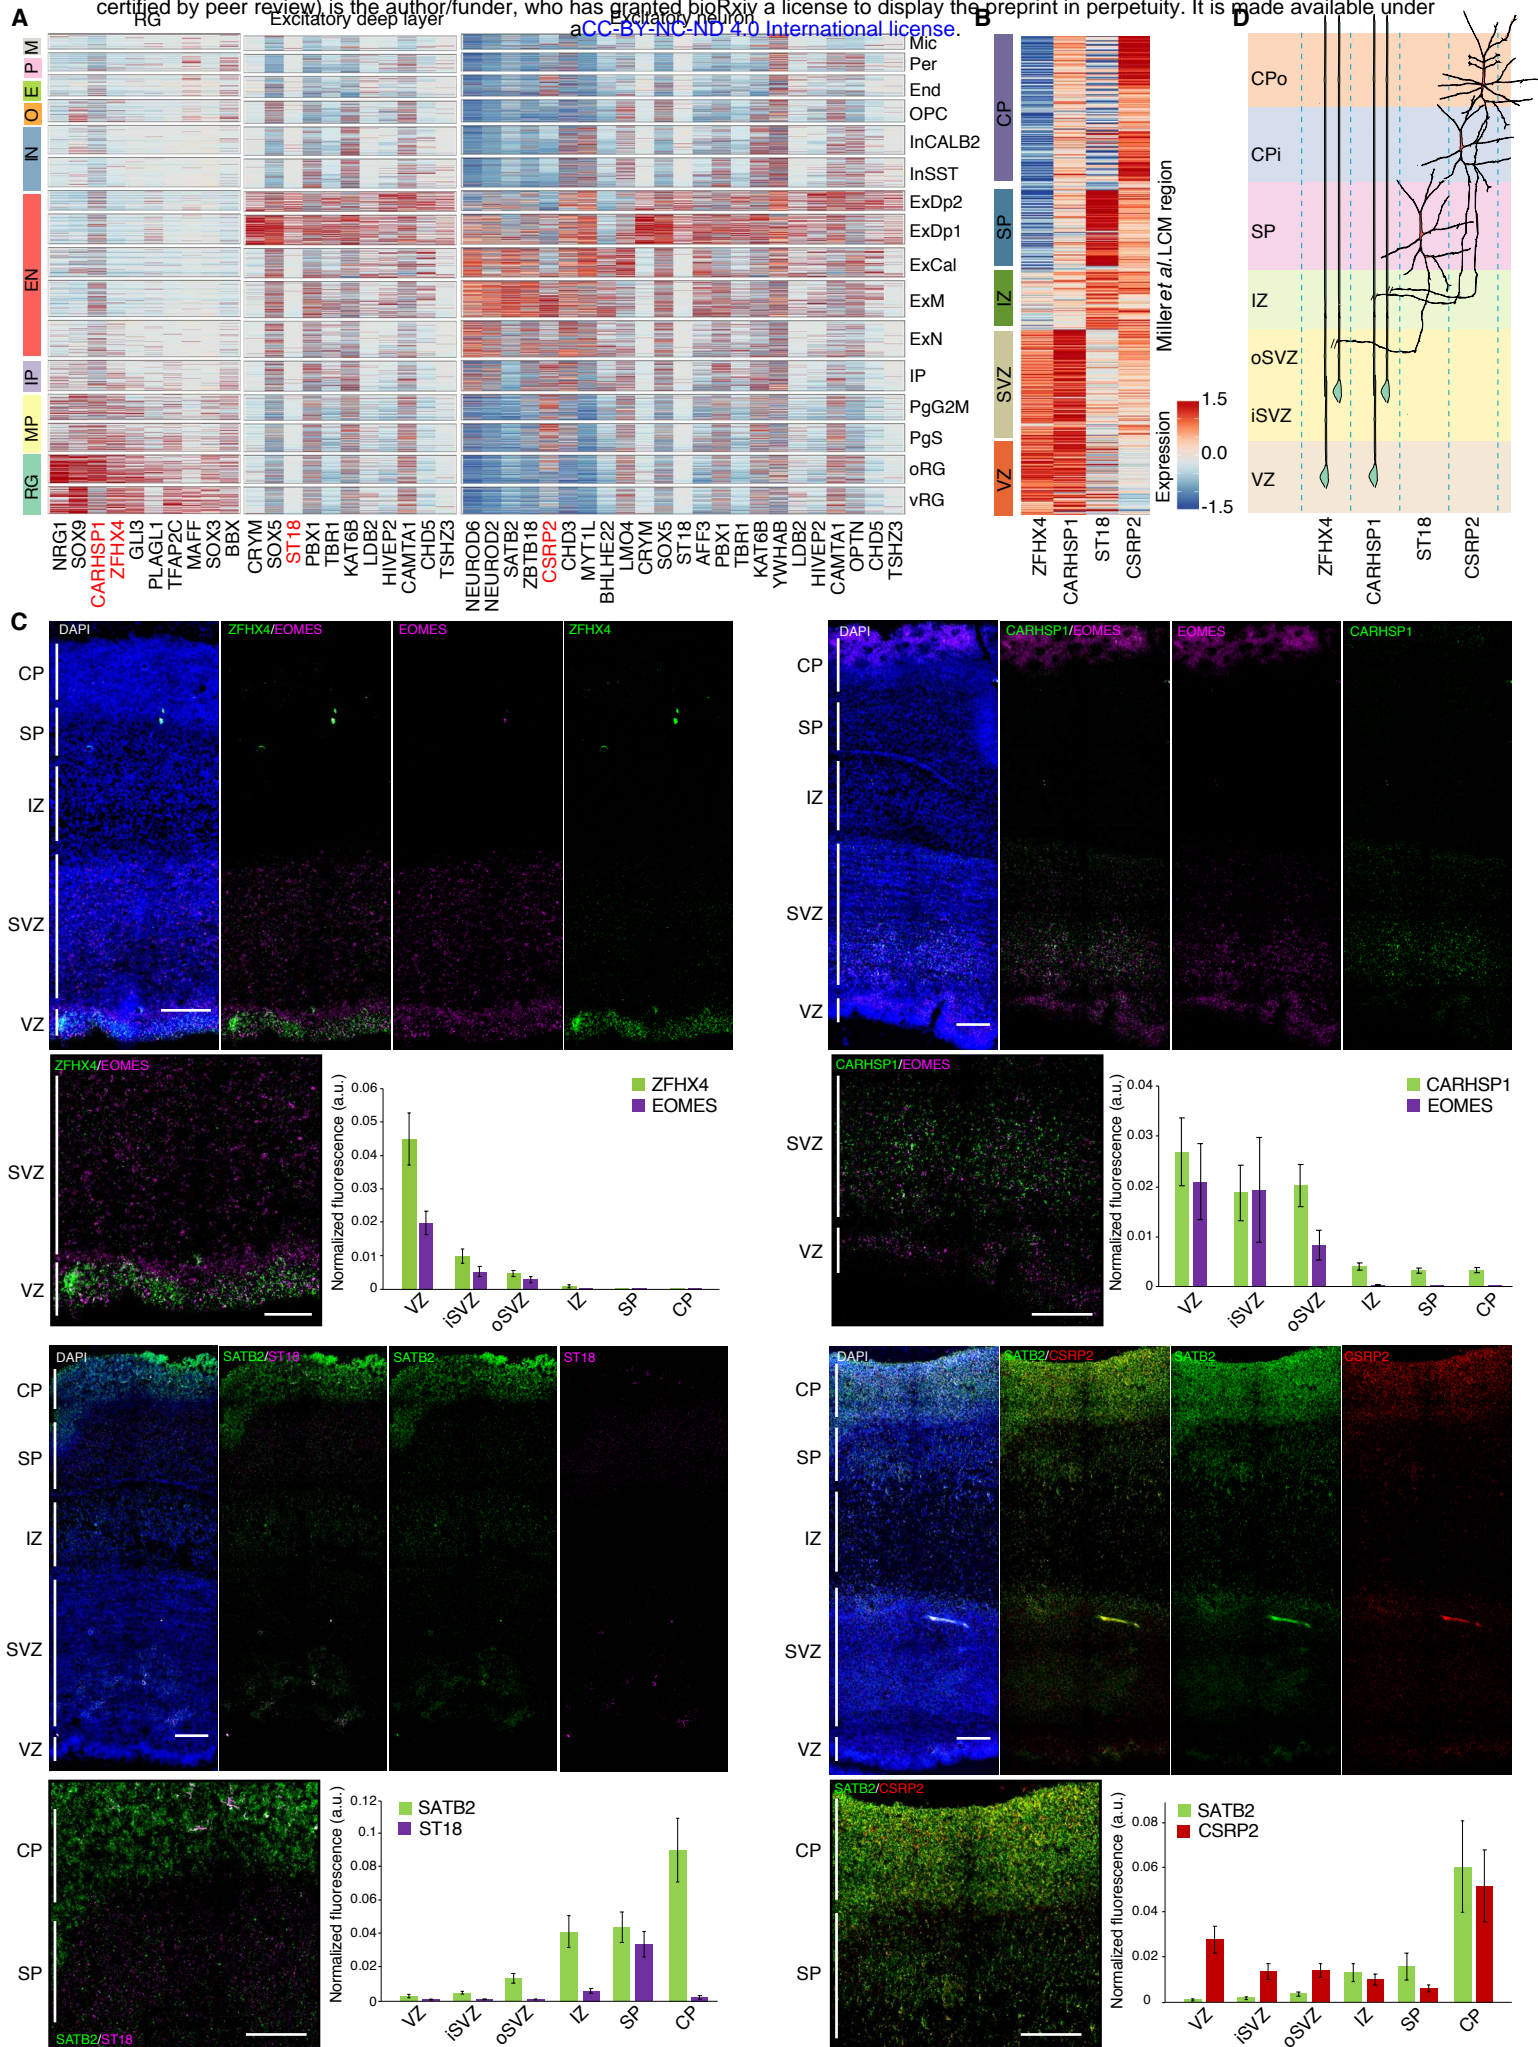 certified by peer review) is the author/funder, who has granted bioRxiv a license to display the preprint in perpetuity. It is made available under
aCC-BY-NC-ND 4.0 International license.
A
RG
Excitatory deep layer
Excitatory neuron
M
P
E
O
IN
EN
IP
MP
RG
Mic
Per
End
OPC
InCALB2
InSST
ExDp2
ExDp1
ExCal
ExM
ExN
IP
PgG2M
PgS
oRG
vRG
NRG1
SOX9
CARHSP1
ZFHX4
GLI3
PLAGL1
TFAP2C
MAFF
SOX3
BBX
CRYM
SOX5
ST18
PBX1
TBR1
KAT6B
LDB2
HIVEP2
CAMTA1
CHD5
TSHZ3
NEUROD6
NEUROD2
SATB2
ZBTB18
CSRP2
CHD3
MYT1L
BHLHE22
LMO4
CRYM
SOX5
ST18
AFF3
PBX1
TBR1
KAT6B
YWHAB
LDB2
HIVEP2
CAMTA1
OPTN
CHD5
TSHZ3
B
CP
SP
IZ
SVZ
VZ
ZFHX4
CARHSP1
ST18
CSRP2
Miller et al. LCM region
Expression
1.5
0.0
-1.5
D
CPo
CPi
SP
IZ
oSVZ
iSVZ
VZ
ZFHX4
CARHSP1
ST18
CSRP2
C
DAPI
ZFHX4/EOMES
EOMES
ZFHX4
CP
SP
IZ
SVZ
VZ
DAPI
CARHSP1/EOMES
EOMES
CARHSP1
CP
SP
IZ
SVZ
VZ
ZFHX4/EOMES
SVZ
VZ
Normalized fluorescence (a.u.)
0.06
0.05
0.04
0.03
0.02
0.01
0
ZFHX4
EOMES
VZ
iSVZ
oSVZ
IZ
SP
CP
CARHSP1/EOMES
SVZ
VZ
Normalized fluorescence (a.u.)
0.04
0.03
0.02
0.01
0
CARHSP1
EOMES
VZ
iSVZ
oSVZ
IZ
SP
CP
DAPI
SATB2/ST18
SATB2
ST18
CP
SP
IZ
SVZ
VZ
DAPI
SATB2/CSRP2
SATB2
CSRP2
CP
SP
IZ
SVZ
VZ
CP
SP
SATB2/ST18
Normalized fluorescence (a.u.)
0.12
0.1
0.08
0.06
0.04
0.02
0
SATB2
ST18
VZ
iSVZ
oSVZ
IZ
SP
CP
SATB2/CSRP2
CP
SP
Normalized fluorescence (a.u.)
0.08
0.06
0.04
0.02
0
SATB2
CSRP2
VZ
iSVZ
oSVZ
IZ
SP
CP